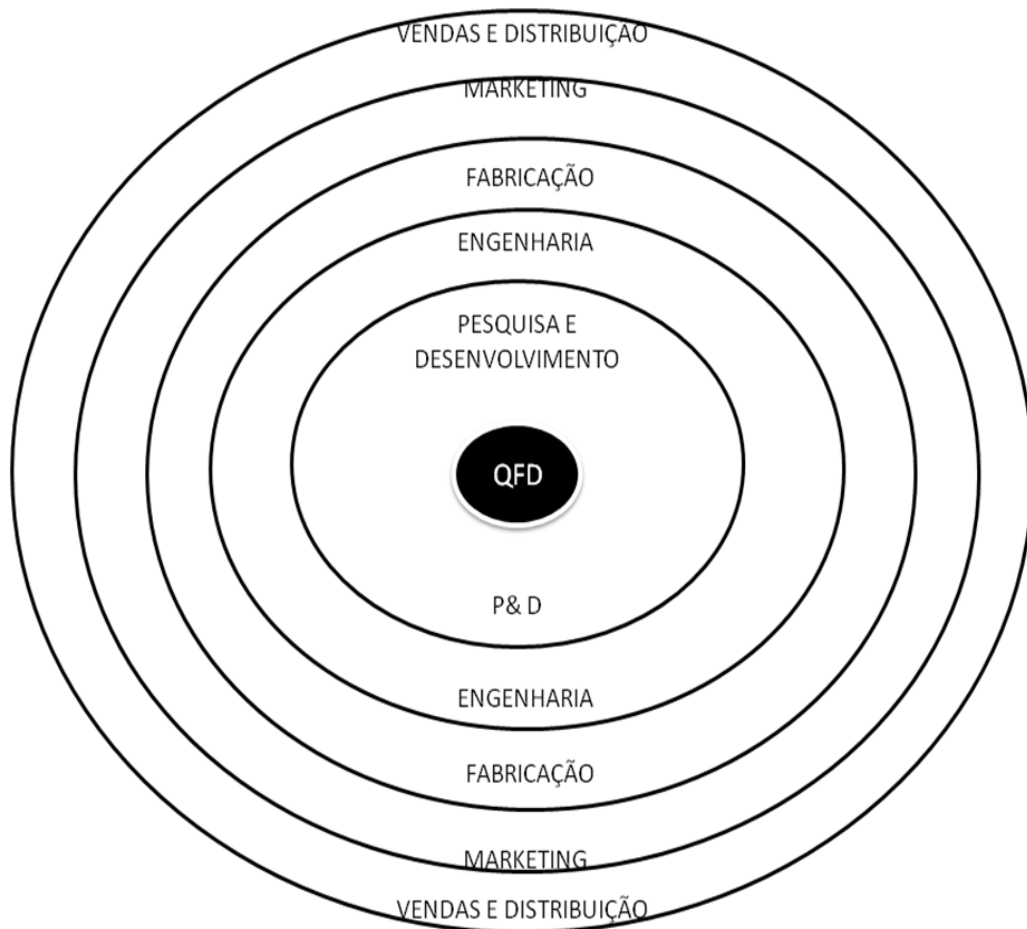 VENDAS E DISTRIBUIÇÃO
MARKETING
FABRICAÇÃO
ENGENHARIA
PESQUISA E
DESENVOLVIMENTO
QFD
P& D
ENGENHARIA
FABRICAÇÃO
MARKETING
VENDAS E DISTRIBUIÇÃO